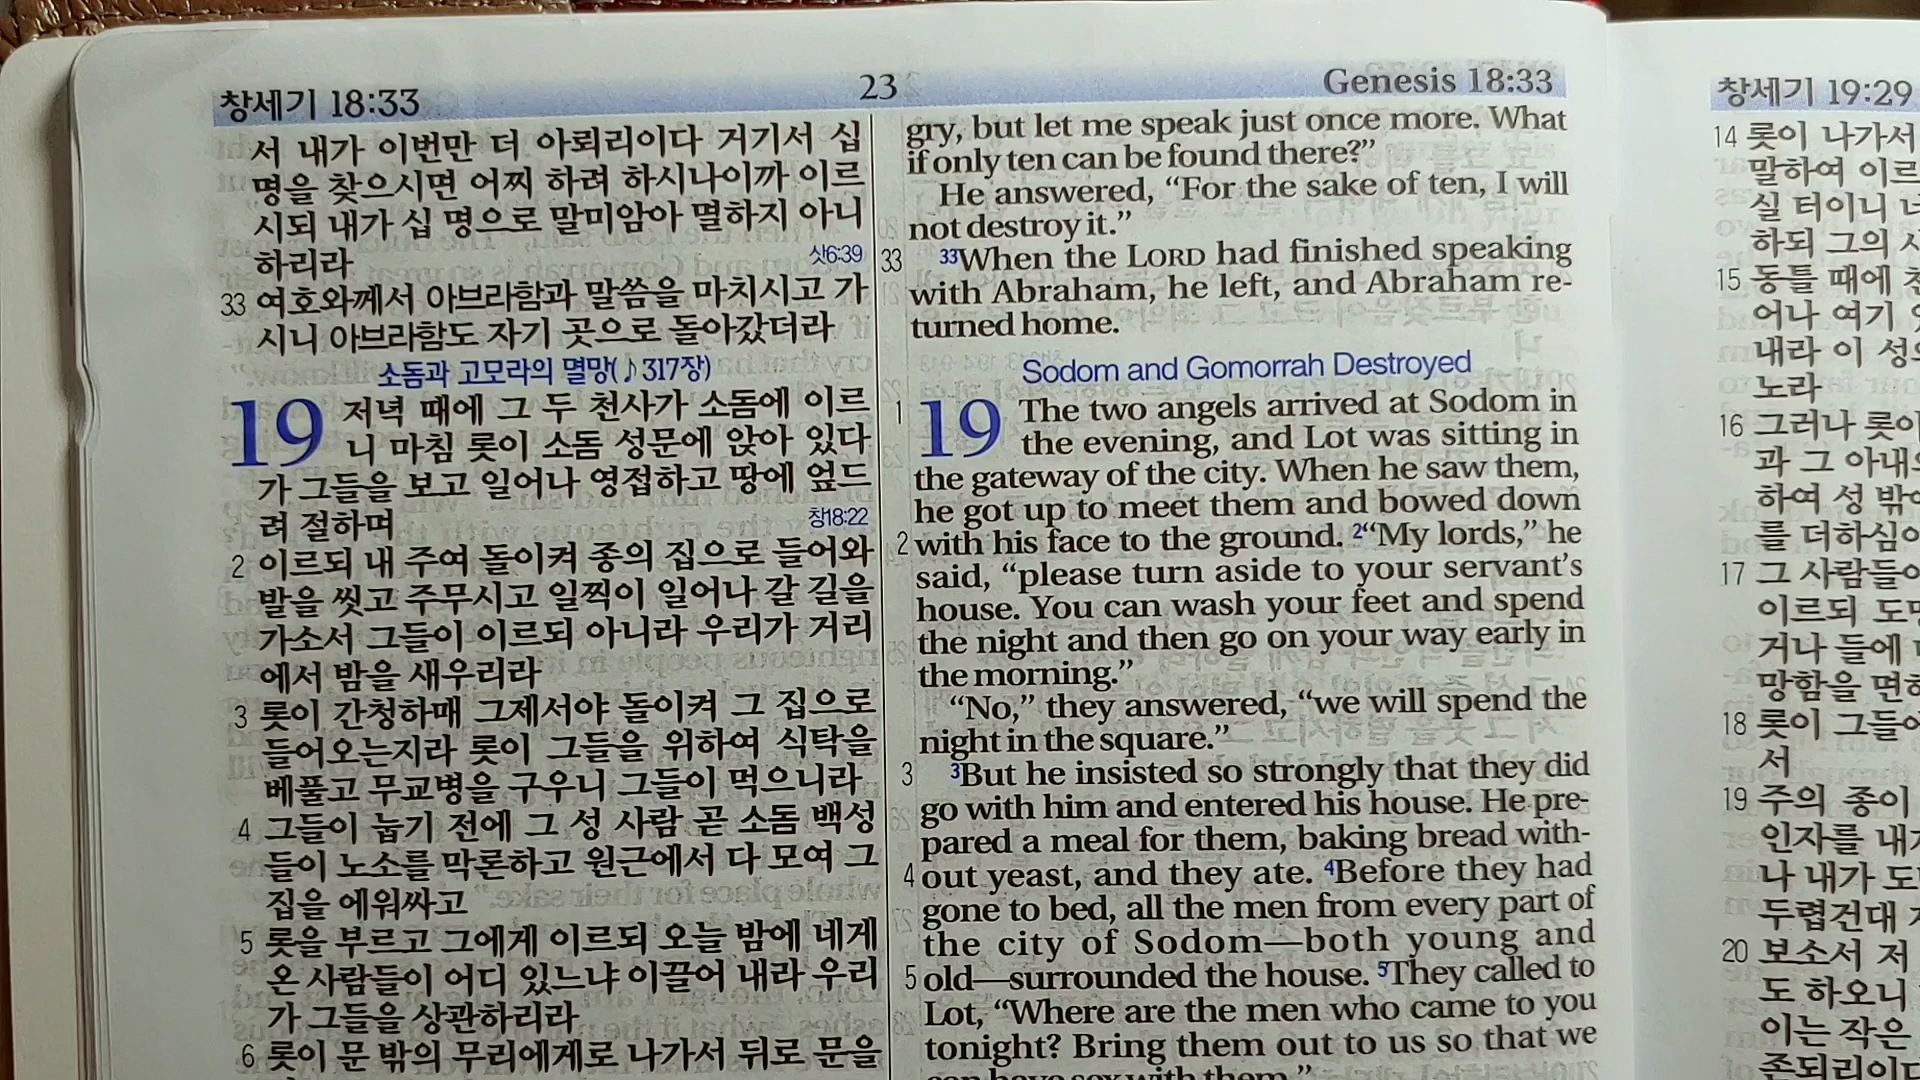 창세기 18:33
23
Genesis 18:33
서 내가 이번만 더 아뢰리이다 거기서 십
명을 찾으시면 어찌 하려 하시나이까 이르
시되 내가 십 명으로 말미암아 멸하지 아니
하리라 삿6:39
33 여호와께서 아브라함과 말씀을 마치시고 가
시니 아브라함도 자기 곳으로 돌아갔더라
소돔과 고모라의 멸망(♪317장)
19 저녁 때에 그 두 천사가 소돔에 이르
니 마침 롯이 소돔 성문에 앉아 있다
가 그들을 보고 일어나 영접하고 땅에 엎드
려 절하며 창18:22
2 이르되 내 주여 돌이켜 종의 집으로 들어와
발을 씻고 주무시고 일찍이 일어나 갈 길을
가소서 그들이 이르되 아니라 우리가 거리
에서 밤을 새우리라
3 롯이 간청하매 그제서야 돌이켜 그 집으로
들어오는지라 롯이 그들을 위하여 식탁을
베풀고 무교병을 구우니 그들이 먹으니라
4 그들이 눕기 전에 그 성 사람 곧 소돔 백성
들이 노소를 막론하고 원근에서 다 모여 그
집을 에워싸고
5 롯을 부르고 그에게 이르되 오늘 밤에 네게
온 사람들이 어디 있느냐 이끌어 내라 우리
가 그들을 상관하리라
6 롯이 문 밖의 무리에게로 나가서 뒤로 문을
gry, but let me speak just once more. What
if only ten can be found there?”
He answered, “For the sake of ten, I will
not destroy it.”
33 33When the LORD had finished speaking
with Abraham, he left, and Abraham re-
turned home.
Sodom and Gomorrah Destroyed
1 19 The two angels arrived at Sodom in
the evening, and Lot was sitting in
the gateway of the city. When he saw them,
he got up to meet them and bowed down
2 with his face to the ground. 2“My lords,” he
said, “please turn aside to your servant’s
house. You can wash your feet and spend
the night and then go on your way early in
the morning.”
“No,” they answered, “we will spend the
night in the square.”
3 3But he insisted so strongly that they did
go with him and entered his house. He pre-
pared a meal for them, baking bread with-
4 out yeast, and they ate. 4Before they had
gone to bed, all the men from every part of
the city of Sodom—both young and
5 old—surrounded the house. 5They called to
Lot, “Where are the men who came to you
tonight? Bring them out to us so that we
can have sex with them.”
창세기 19:29
14 롯이 나가서
말하여 이르
실 터이니 너
하되 그의 사
15 동틀 때에 천
어나 여기 있
내라 이 성의
노라
16 그러나 롯이
과 그 아내의
하여 성 밖에
를 더하심이
17 그 사람들이
이르되 도망
거나 들에
망함을 면하
18 롯이 그들에
서
19 주의 종이
인자를 내게
나 내가 도
두렵건대
20 보소서 저
도 하오니
이는 작은
존되리이다